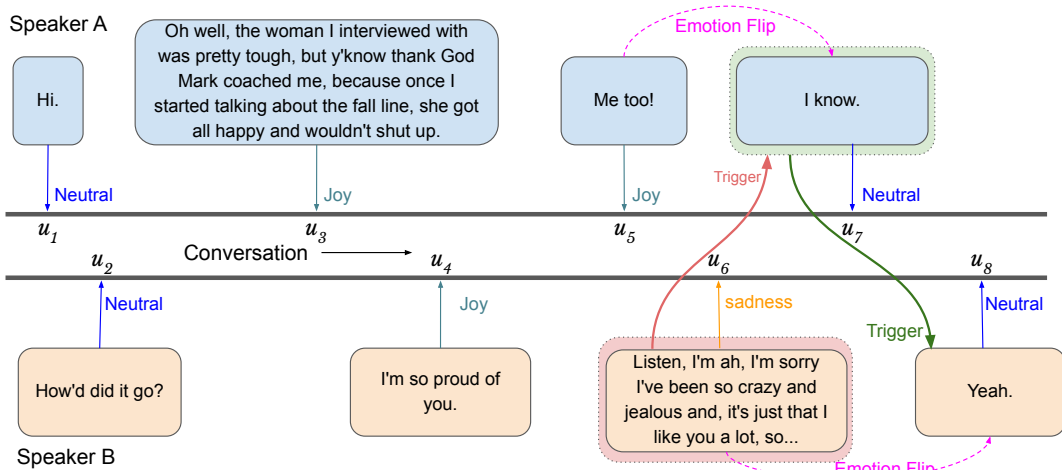 Speaker A
Emotion Flip
Hi.
Oh well, the woman I interviewed with
was pretty tough, but y'know thank God
Mark coached me, because once I
started talking about the fall line, she got
all happy and wouldn't shut up.
Me too!
I know.
Neutral
Joy
Joy
Trigger
Neutral
u1
u3
u5
u7
Conversation
u2
u4
u6
u8
Neutral
Joy
sadness
Trigger
Neutral
How'd did it go?
I'm so proud of
you.
Listen, I'm ah, I'm sorry
I've been so crazy and
jealous and, it's just that I
like you a lot, so...
Yeah.
Speaker B
Emotion Flip